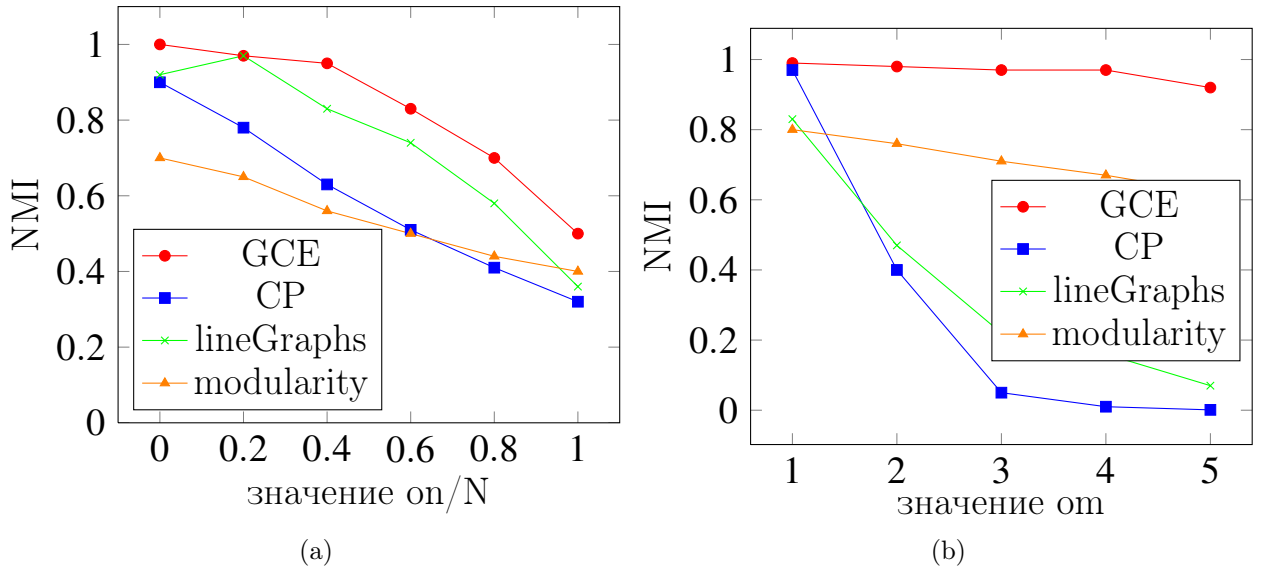 NMI
1
0.8
0.6
0.4
0.2
0
0 0.2 0.4 0.6 0.8 1
значение on/N
GCE
CP
lineGraphs
modularity
(a)
NMI
1
0.8
0.6
0.4
0.2
0
1 2 3 4 5
значение om
GCE
CP
lineGraphs
modularity
(b)